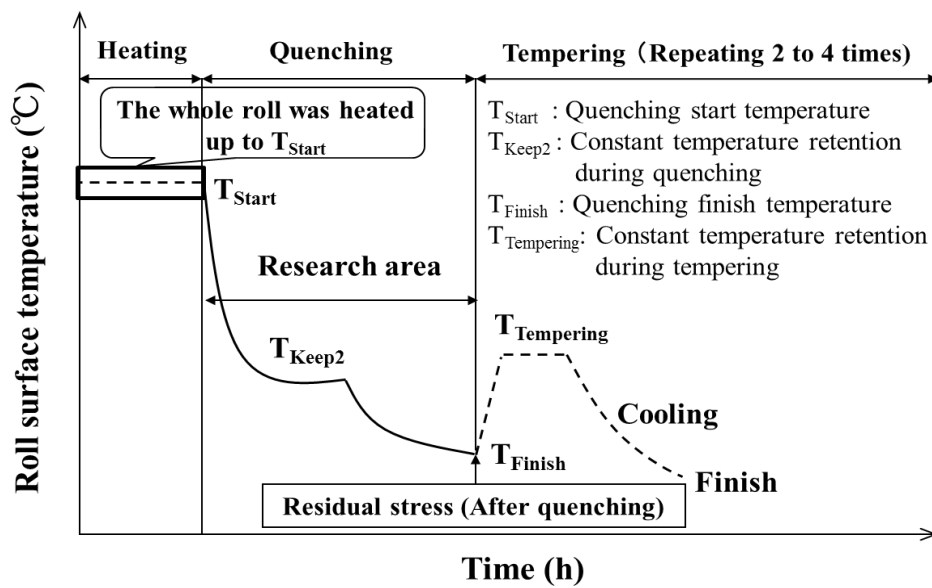 Heating
Quenching
Tempering (Repeating 2 to 4 times)
The whole roll was heated
up to TStart
TStart : Quenching start temperature
TKeep2 : Constant temperature retention
during quenching
TFinish : Quenching finish temperature
TTempering: Constant temperature retention
during tempering
TStart
Research area
TKeep2
TTempering
Cooling
TFinish
Finish
Residual stress (After quenching)
Roll surface temperature (℃)
Time (h)